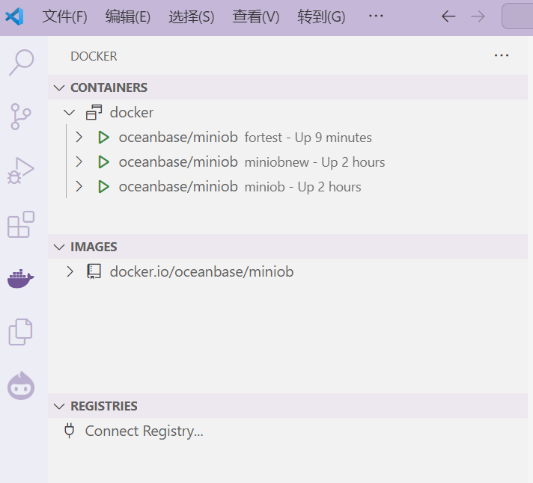 文件(F) 编辑(E) 选择(S) 查看(V) 转到(G) ···
DOCKER ···
CONTAINERS
docker
oceanbase/miniob fortest - Up 9 minutes
oceanbase/miniob miniobnew - Up 2 hours
oceanbase/miniob miniob - Up 2 hours
IMAGES
docker.io/oceanbase/miniob
REGISTRIES
Connect Registry...